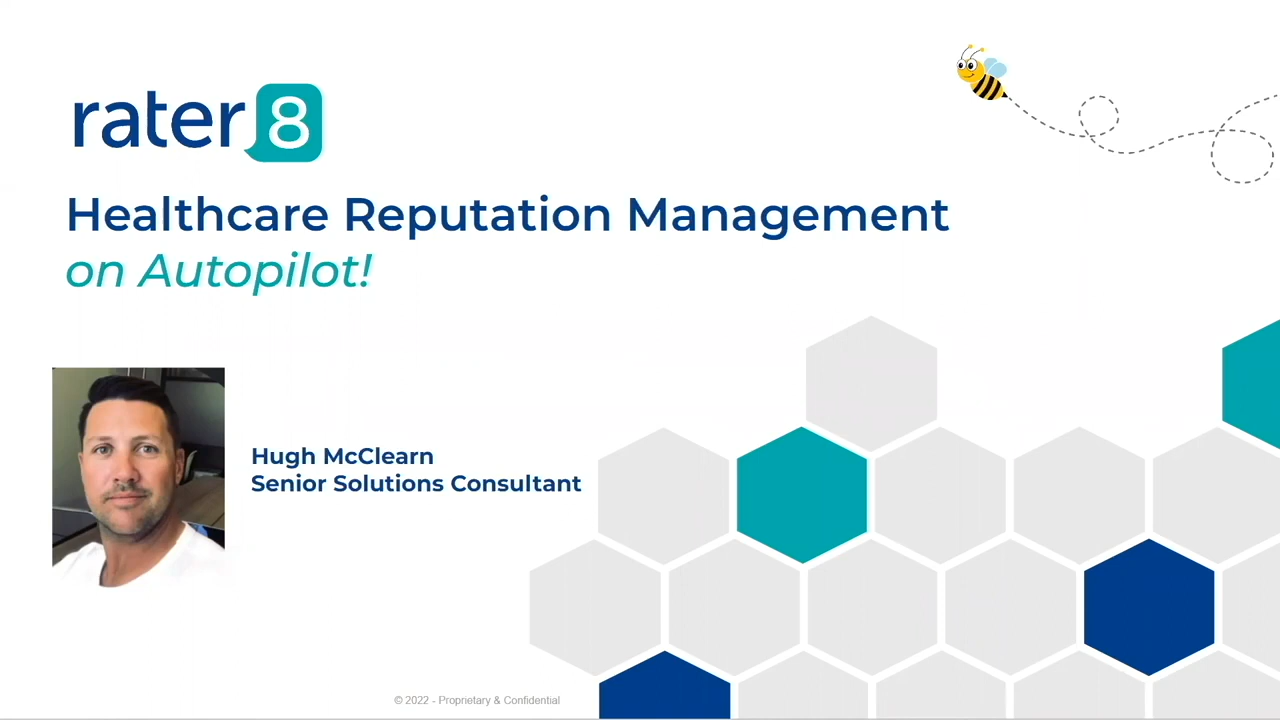 rater8
Healthcare Reputation Management
on Autopilot!
Hugh McClearn
Senior Solutions Consultant
© 2022 - Proprietary & Confidential